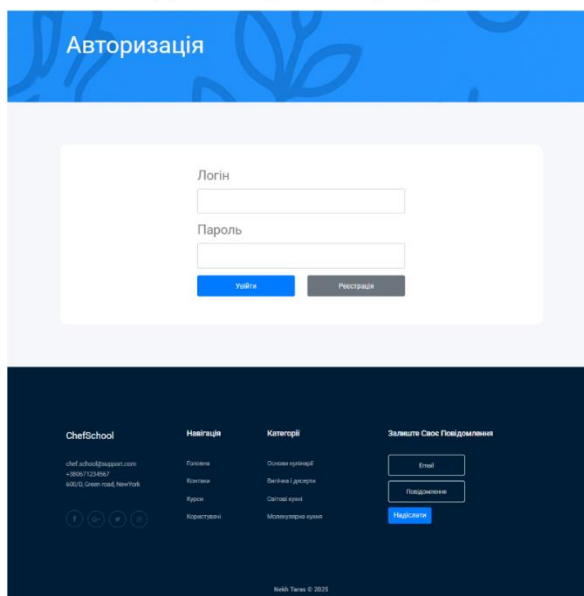 Авторизація
Логін
Пароль
Увійти
Реєстрація
ChefSchool
chef.school@support.com
+380671234567
600/D, Green road, NewYork
Навігація
Головна
Контакти
Курси
Користувачі
Категорії
Основи кулінарії
Випічка і десерти
Світові кухні
Молекулярна кухня
Залиште Своє Повідомлення
Email
Повідомлення
Надіслати
Nekh Taras © 2025